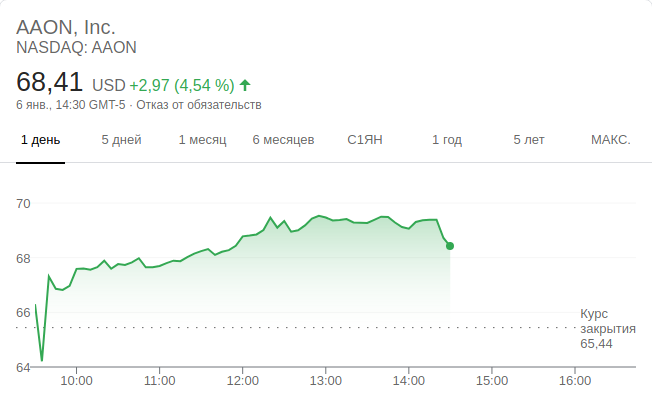 AAON, Inc.
NASDAQ: AAON
68,41 USD +2,97 (4,54 %)
6 янв., 14:30 GMT-5 · Отказ от обязательств
1 день 5 дней 1 месяц 6 месяцев С1ЯН 1 год 5 лет МАКС.
70
68
66
Курс
закрытия
65,44
64
10:00 11:00 12:00 13:00 14:00 15:00 16:00